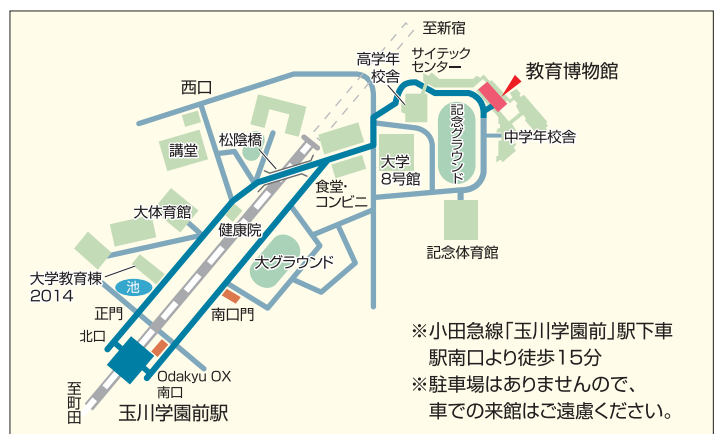 至新宿
高学年
校舎
サイテック
センター
教育博物館
西口
松陰橋
講堂
記念グラウンド
中学年校舎
大学
8号館
食堂・
コンビニ
大体育館
健康院
記念体育館
大グラウンド
大学教育棟
2014
池
正門
南口門
北口
Odakyu OX
南口
至町田
玉川学園前駅
※小田急線「玉川学園前」駅下車
駅南口より徒歩15分
※駐車場はありませんので、
車での来館はご遠慮ください。